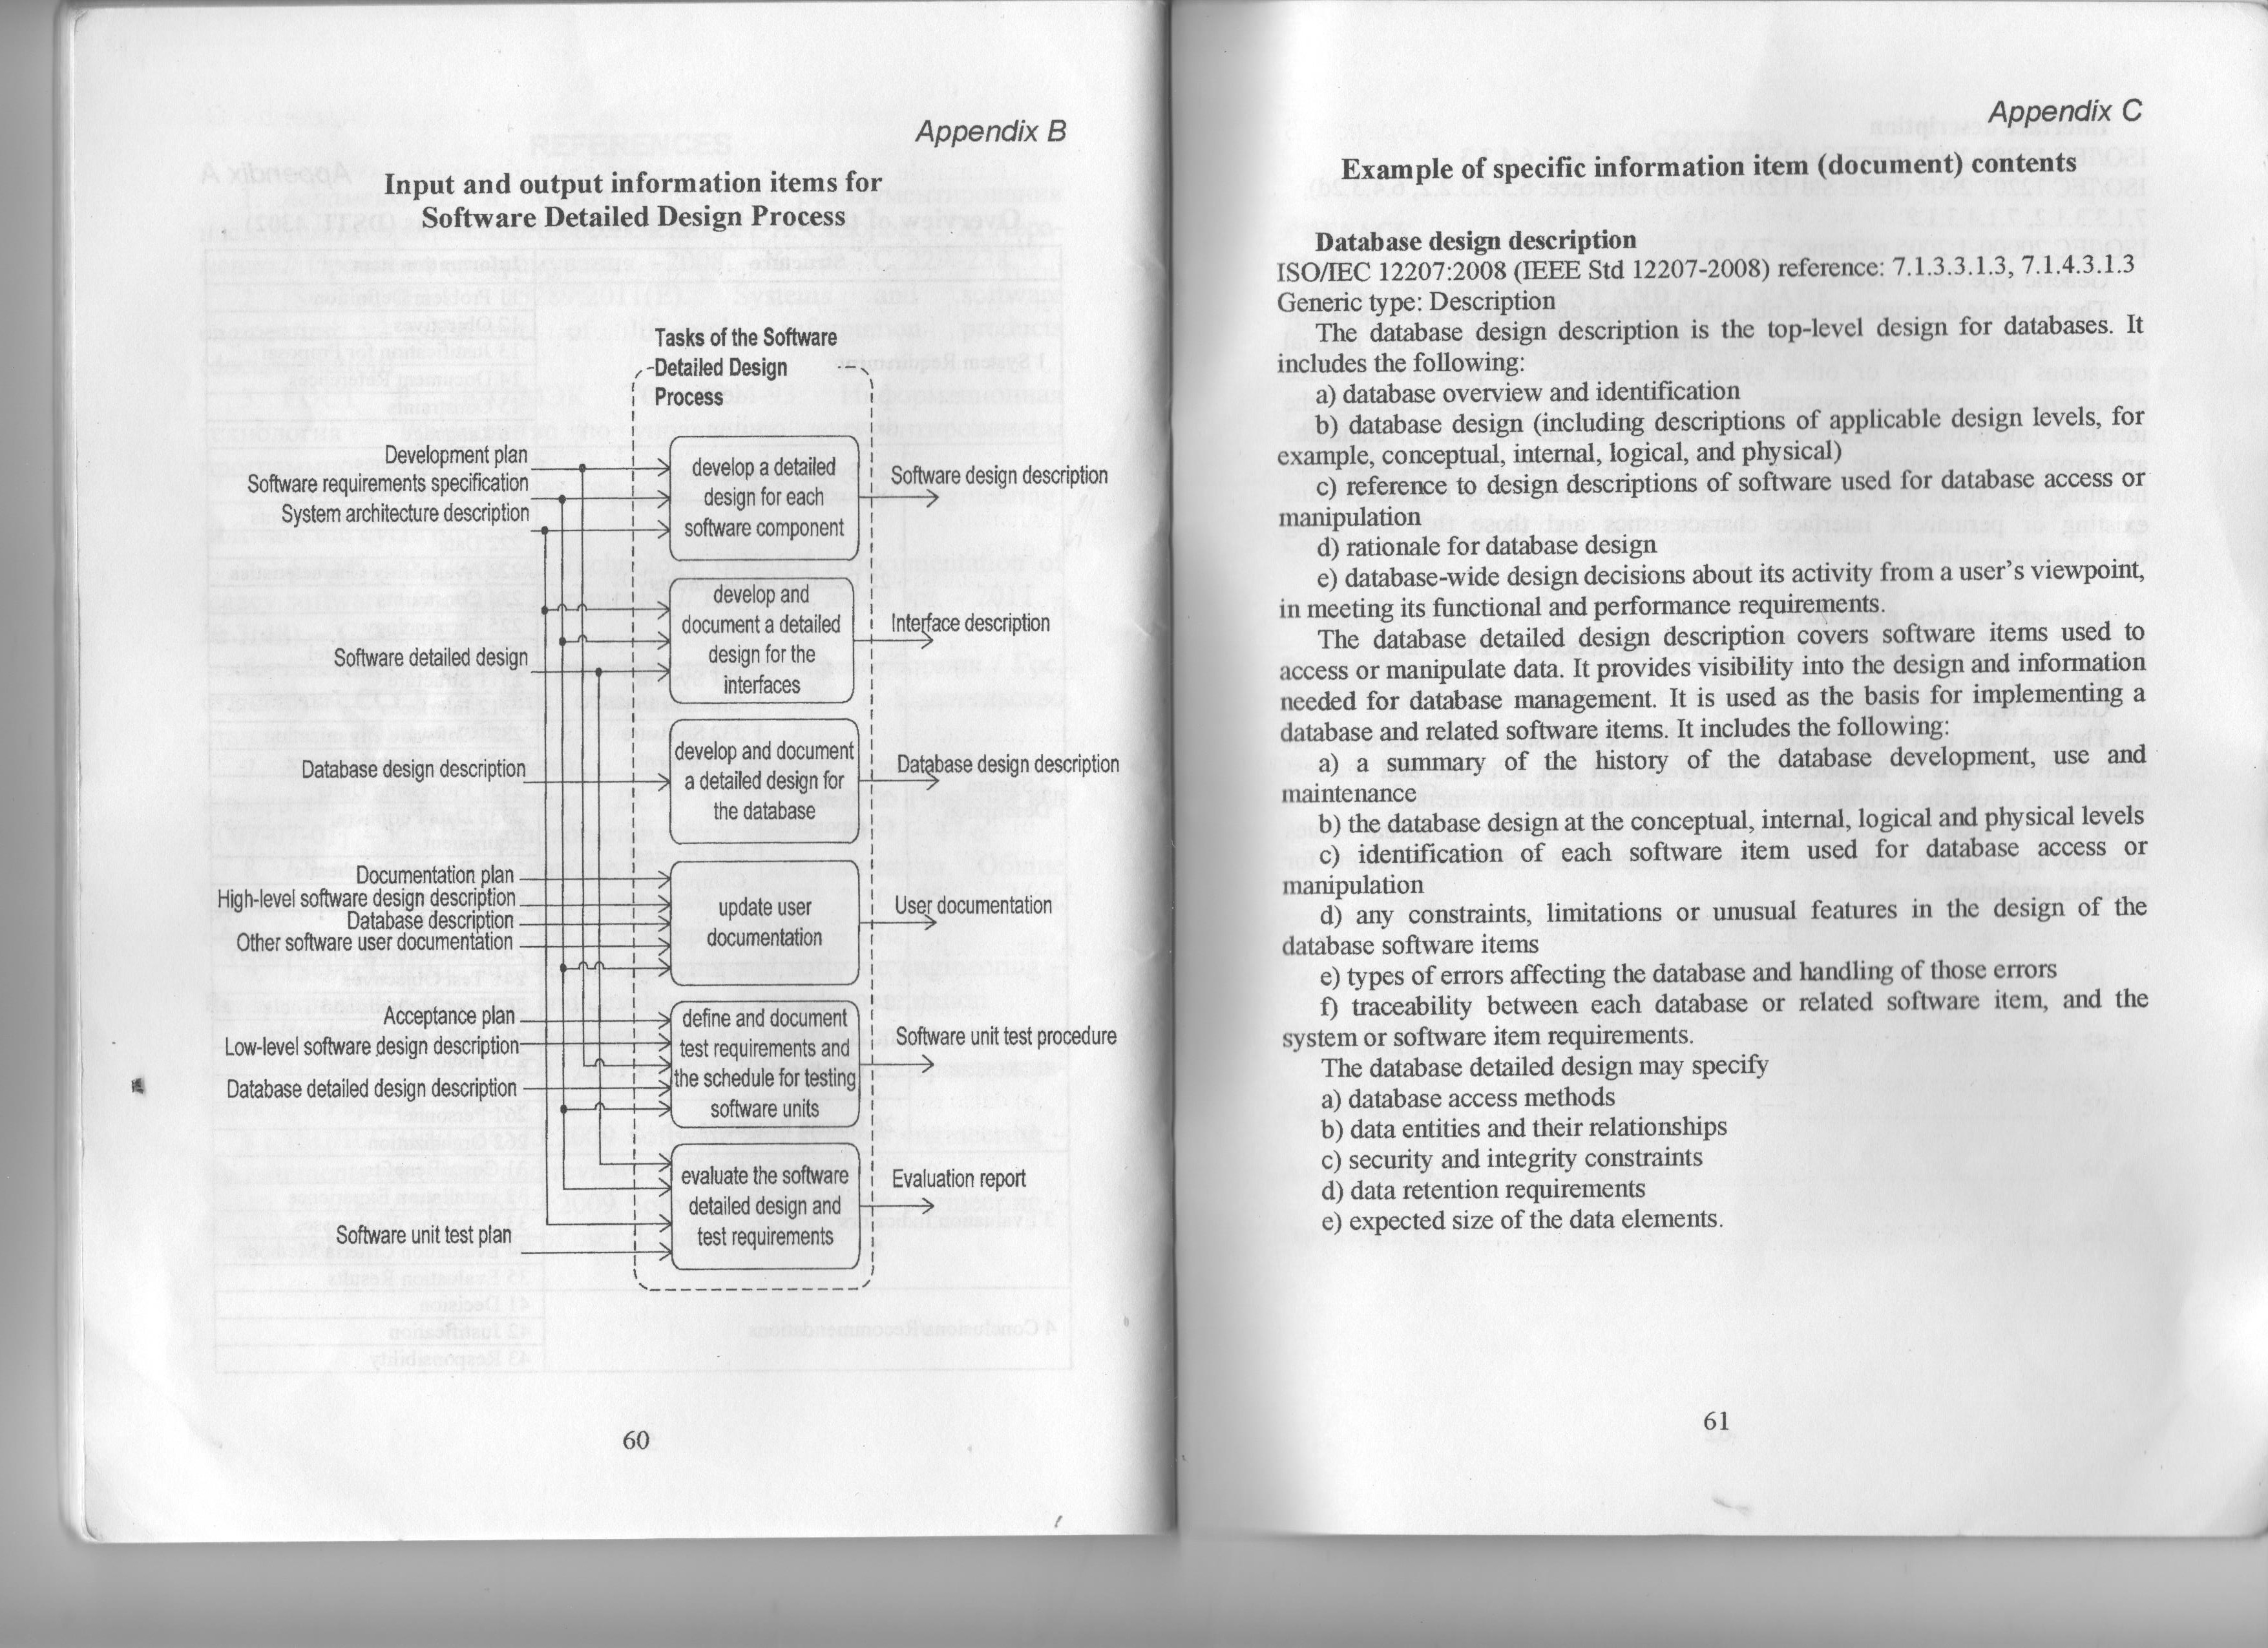 Appendix B
Input and output information items for
Software Detailed Design Process
Tasks of the Software
Detailed Design
Process
Development plan
Software requirements specification
System architecture description
develop a detailed
design for each
software component
Software design description
Software detailed design
develop and
document a detailed
design for the
interfaces
Interface description
Database design description
develop and document
a detailed design for
the database
Database design description
Documentation plan
High-level software design description
Database description
Other software user documentation
update user
documentation
User documentation
Acceptance plan
Low-level software design description
Database detailed design description
define and document
test requirements and
the schedule for testing
software units
Software unit test procedure
Software unit test plan
evaluate the software
detailed design and
test requirements
Evaluation report
60
Appendix C
Example of specific information item (document) contents
Database design description
ISO/IEC 12207:2008 (IEEE Std 12207-2008) reference: 7.1.3.3.1.3, 7.1.4.3.1.3
Generic type: Description
The database design description is the top-level design for databases. It
includes the following:
a) database overview and identification
b) database design (including descriptions of applicable design levels, for
example, conceptual, internal, logical, and physical)
c) reference to design descriptions of software used for database access or
manipulation
d) rationale for database design
e) database-wide design decisions about its activity from a user's viewpoint,
in meeting its functional and performance requirements.
The database detailed design description covers software items used to
access or manipulate data. It provides visibility into the design and information
needed for database management. It is used as the basis for implementing a
database and related software items. It includes the following:
a) a summary of the history of the database development, use and
maintenance
b) the database design at the conceptual, internal, logical and physical levels
c) identification of each software item used for database access or
manipulation
d) any constraints, limitations or unusual features in the design of the
database software items
e) types of errors affecting the database and handling of those errors
f) traceability between each database or related software item, and the
system or software item requirements.
The database detailed design may specify
a) database access methods
b) data entities and their relationships
c) security and integrity constraints
d) data retention requirements
e) expected size of the data elements.
61